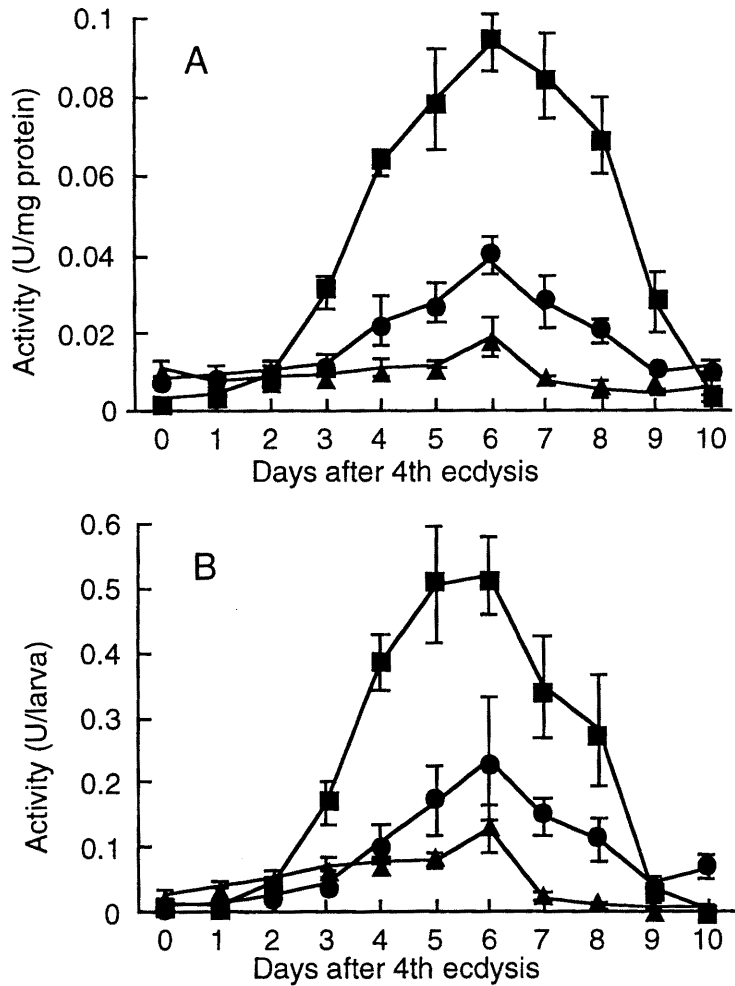 A
Activity (U/mg protein)
0.1
0.08
0.06
0.04
0.02
0
0 1 2 3 4 5 6 7 8 9 10
Days after 4th ecdysis
B
Activity (U/larva)
0.6
0.5
0.4
0.3
0.2
0.1
0
0 1 2 3 4 5 6 7 8 9 10
Days after 4th ecdysis